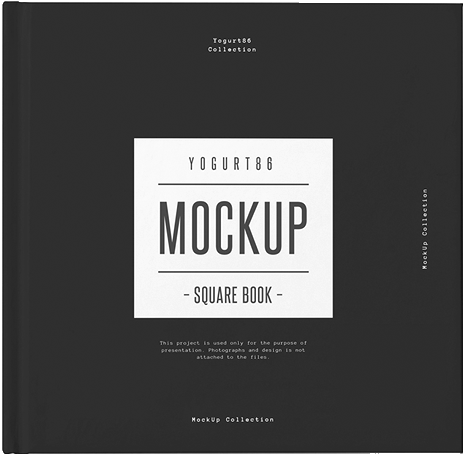 Yogurt86
Collection
YOGURT86
MOCKUP
– SQUARE BOOK –
MockUp Collection
This project is used only for the purpose of
presentation. Photographs and design is not
attached to the files.
MockUp Collection